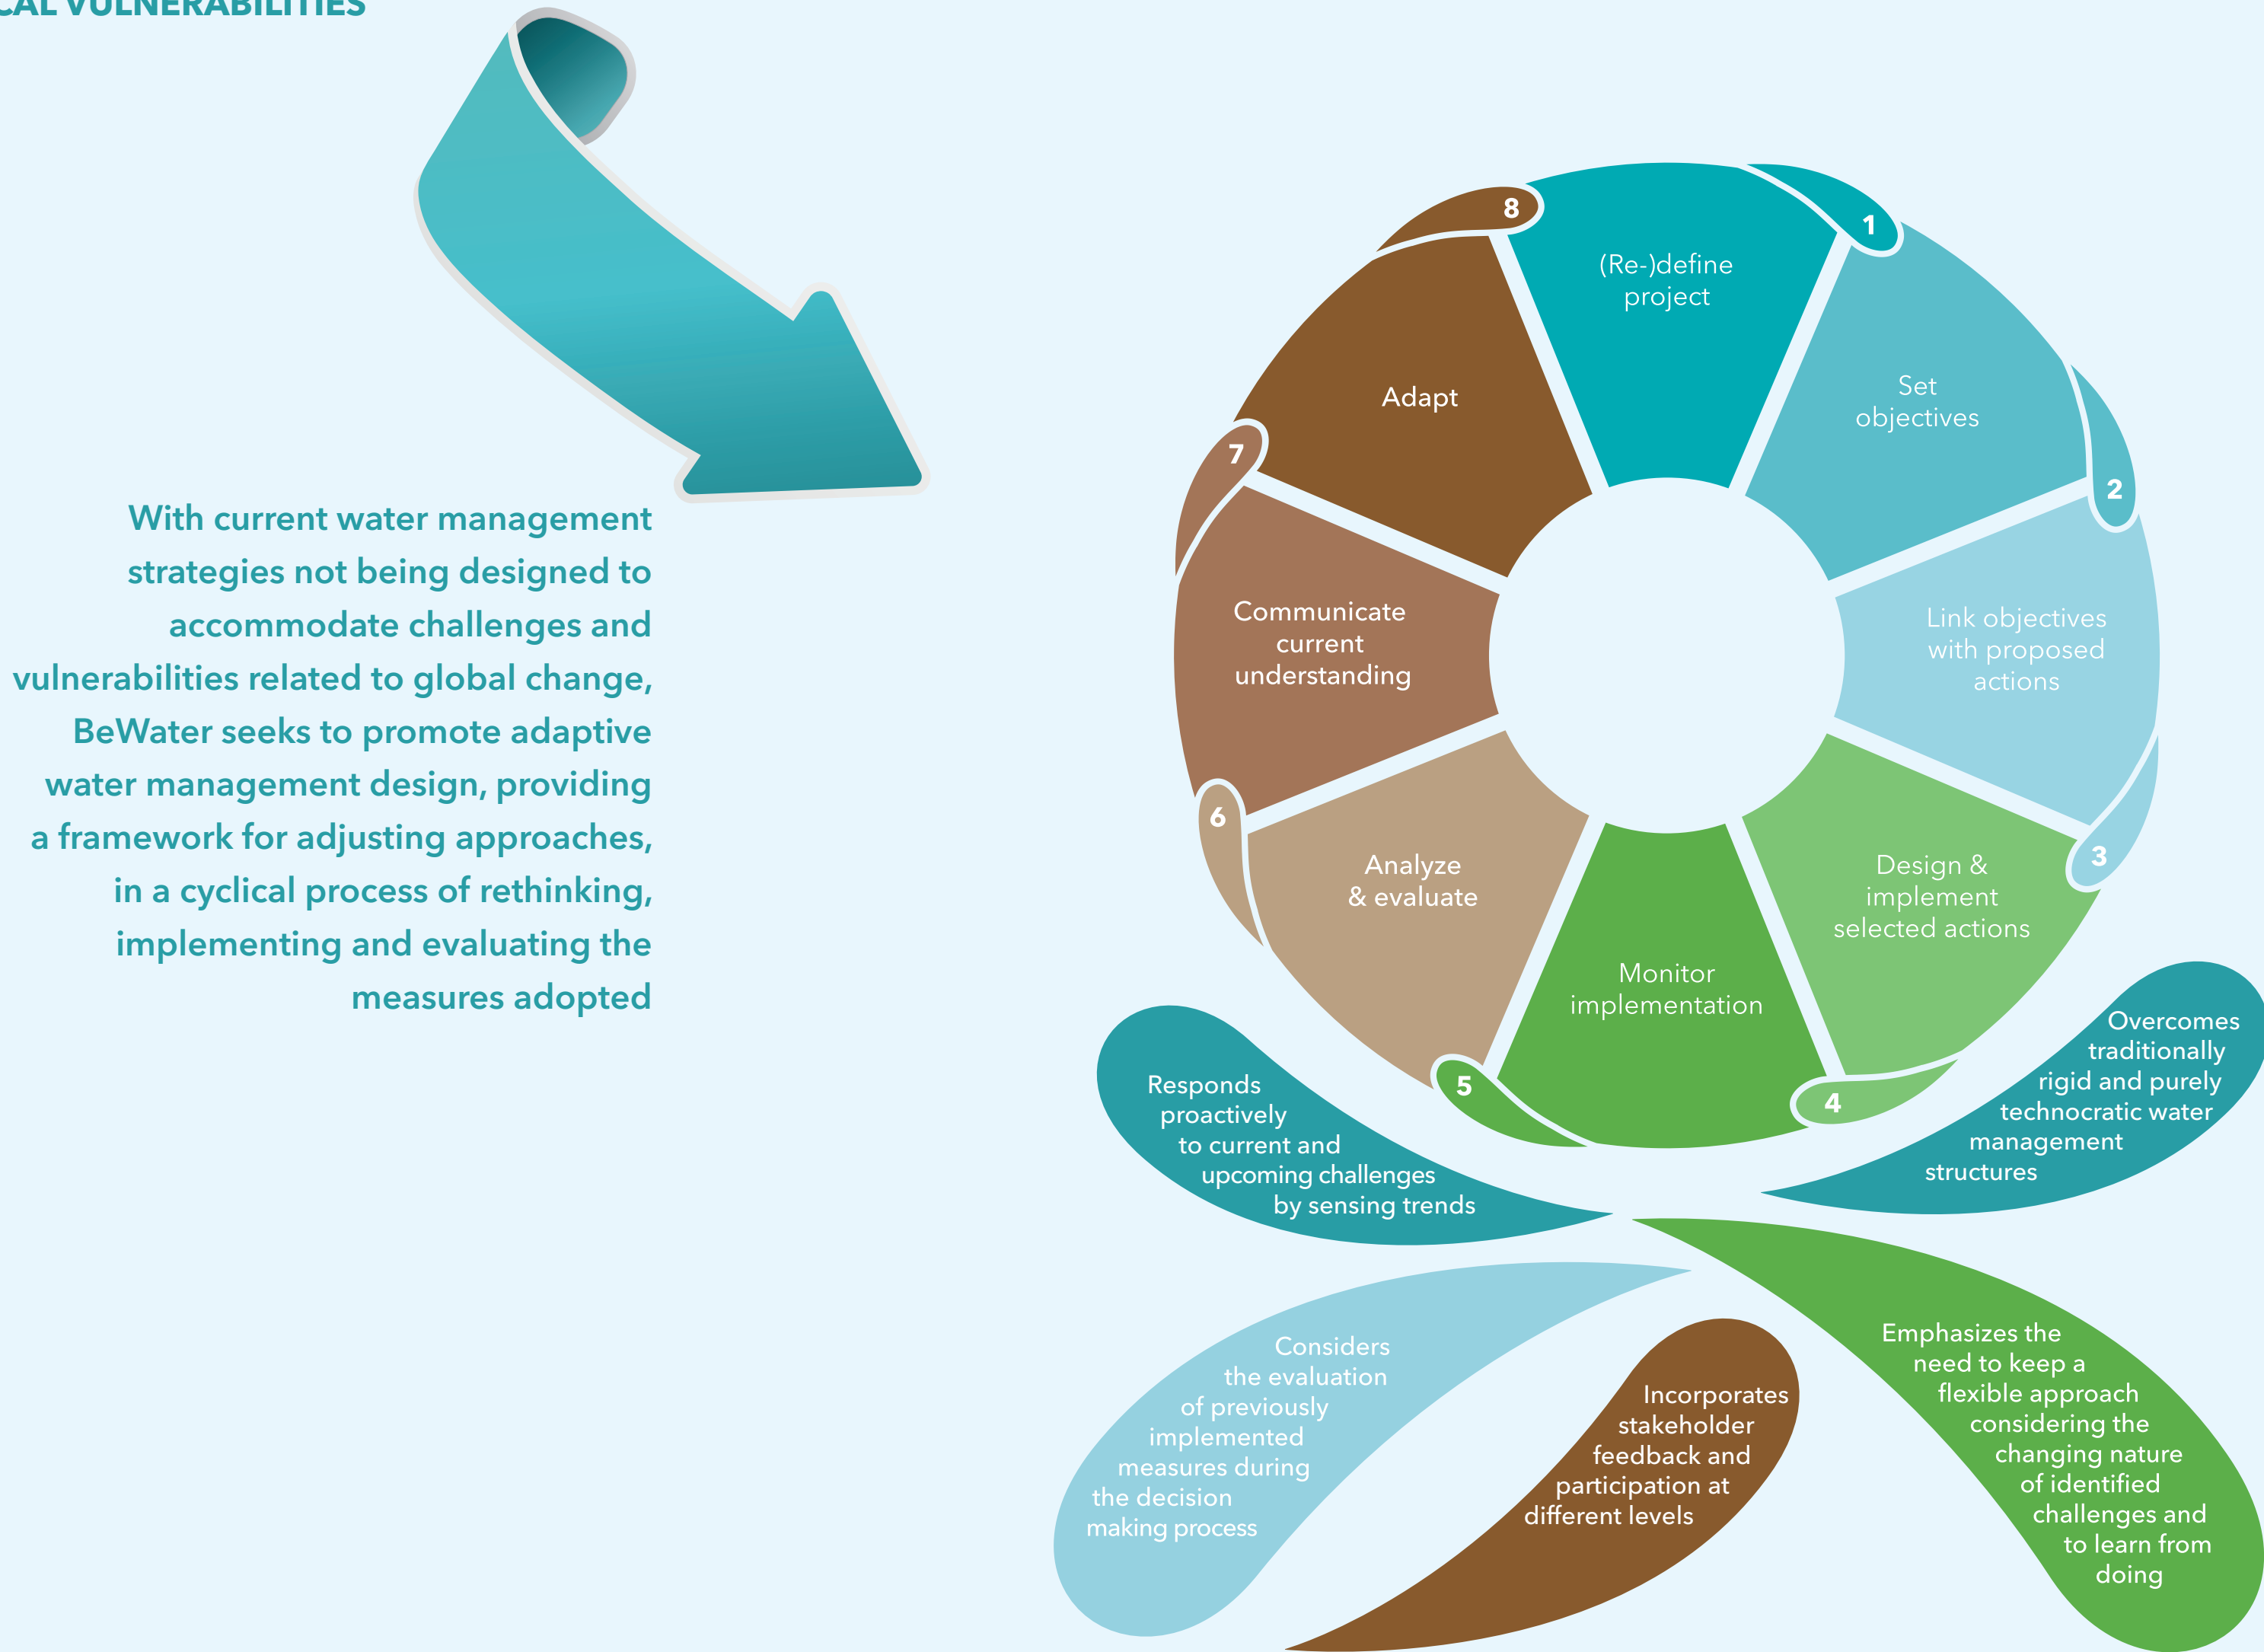 CAL VULNERABILITIES
With current water management
strategies not being designed to
accommodate challenges and
vulnerabilities related to global change,
BeWater seeks to promote adaptive
water management design, providing
a framework for adjusting approaches,
in a cyclical process of rethinking,
implementing and evaluating the
measures adopted
(Re-)define
project
1
Set
objectives
2
Link objectives
with proposed
actions
3
Design &
implement
selected actions
4
Monitor
implementation
5
Analyze
& evaluate
6
Communicate
current
understanding
7
Adapt
8
Responds
proactively
to current and
upcoming challenges
by sensing trends
Overcomes
traditionally
rigid and purely
technocratic water
management
structures
Considers
the evaluation
of previously
implemented
measures during
the decision
making process
Incorporates
stakeholder
feedback and
participation at
different levels
Emphasizes the
need to keep a
flexible approach
considering the
changing nature
of identified
challenges and
to learn from
doing